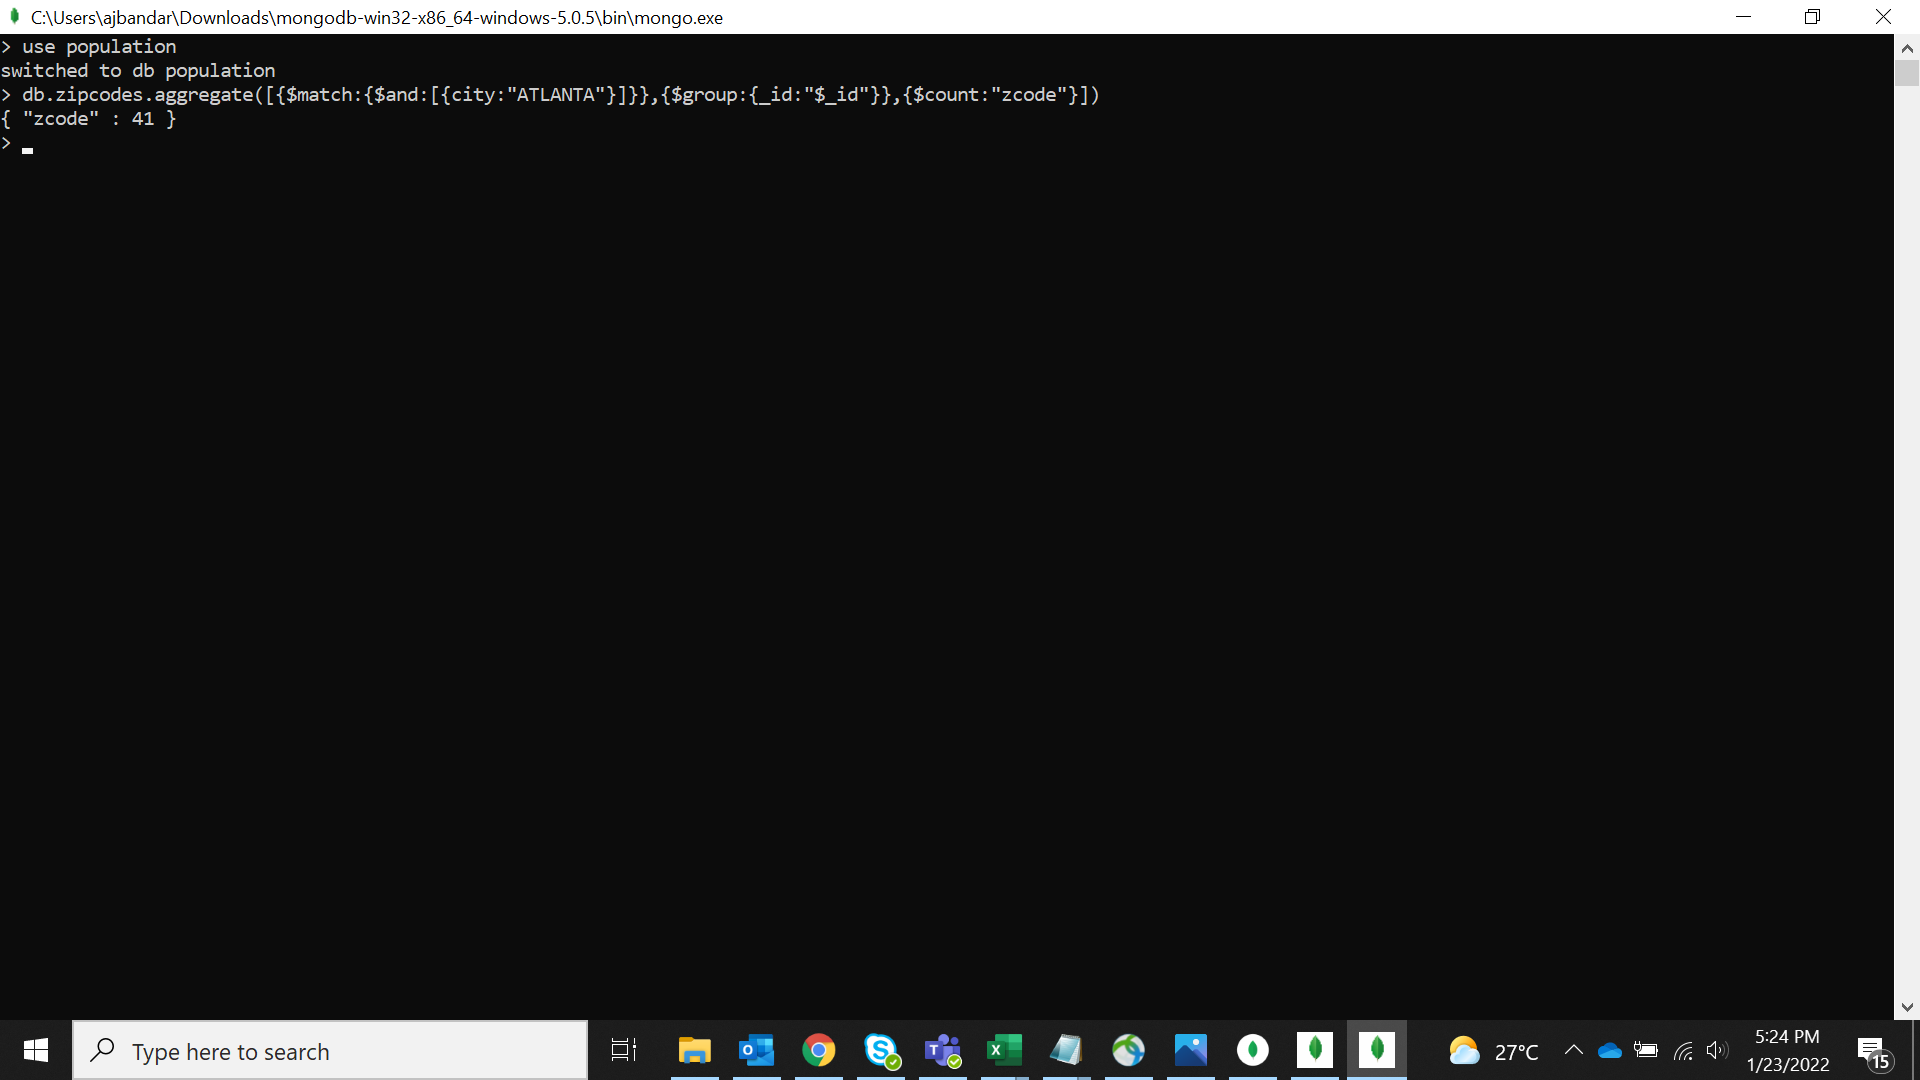 C:\Users\ajbandar\Downloads\mongodb-win32-x86_64-windows-5.0.5\bin\mongo.exe
> use population
switched to db population
> db.zipcodes.aggregate([{$match:{$and:[{city:"ATLANTA"}]}},{$group:{_id:"$_id"}},{$count:"zcode"}])
{ "zcode" : 41 }
>
Type here to search
27°C
5:24 PM
1/23/2022
15